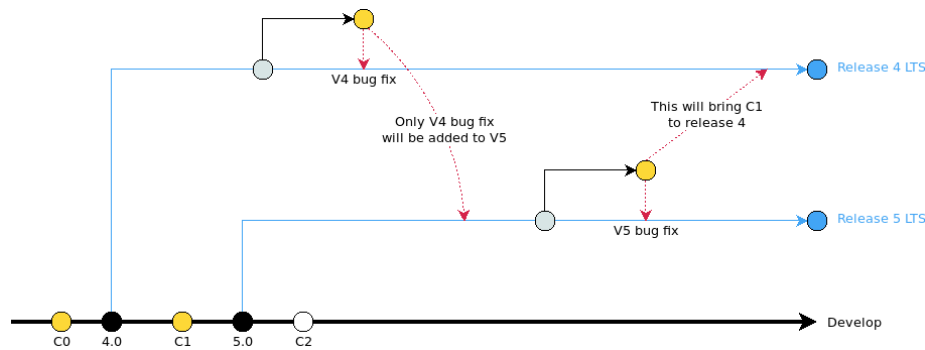 Release 4 LTS
V4 bug fix
This will bring C1
to release 4
Only V4 bug fix
will be added to V5
Release 5 LTS
V5 bug fix
Develop
C0
4.0
C1
5.0
C2